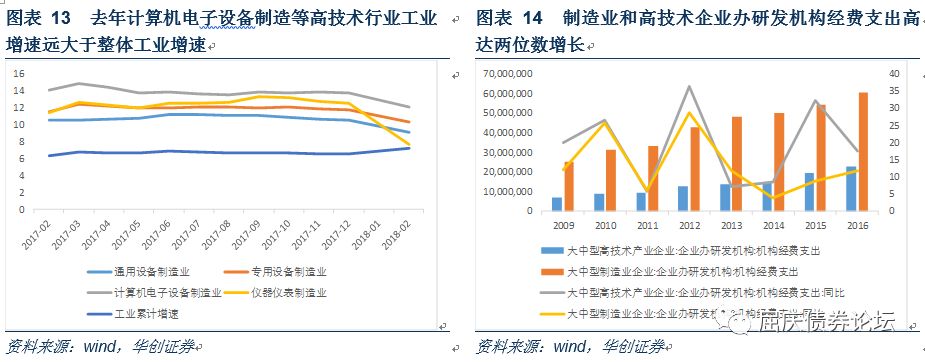 图表 13 去年计算机电子设备制造等高技术行业工业
增速远大于整体工业增速
16
14
12
10
8
6
4
2
0
2017-02
2017-03
2017-04
2017-05
2017-06
2017-07
2017-08
2017-09
2017-10
2017-11
2017-12
2018-01
2018-02
通用设备制造业
专用设备制造业
计算机电子设备制造业
仪器仪表制造业
工业累计增速
资料来源：wind，华创证券
图表 14 制造业和高技术企业办研发机构经费支出高
达两位数增长
70,000,000
60,000,000
50,000,000
40,000,000
30,000,000
20,000,000
10,000,000
0
40
35
30
25
20
15
10
5
0
2009
2010
2011
2012
2013
2014
2015
2016
大中型高技术产业企业:企业办研发机构:机构经费支出
大中型制造业企业:企业办研发机构:机构经费支出
大中型高技术产业企业:企业办研发机构:机构经费支出:同比
大中型制造业企业:企业办研发机构:机构经费支出:同比
资料来源：wind，华创证券
屈庆债券论坛